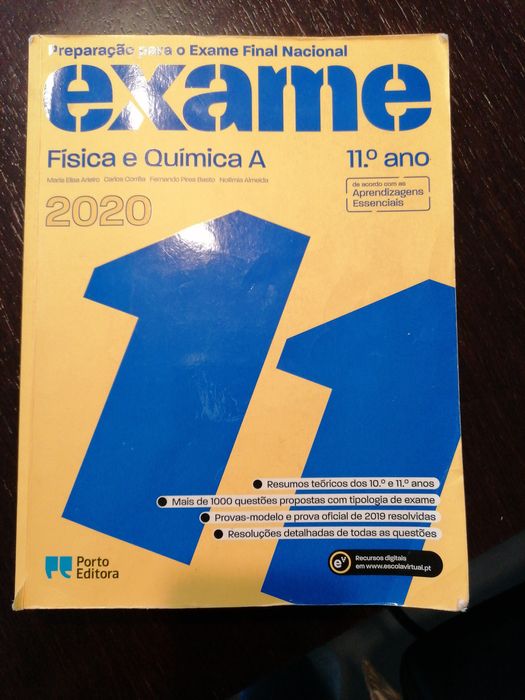 Preparação para o Exame Final Nacional
exame
Física e Química A
11.º ano
Maria Elisa Arieiro Carlos Corrêa Fernando Pires Basto Noémia Almeida
2020
de acordo com as
Aprendizagens
Essenciais
11
Resumos teóricos dos 10.º e 11.º anos
Mais de 1000 questões propostas com tipologia de exame
Provas-modelo e prova oficial de 2019 resolvidas
Resoluções detalhadas de todas as questões
Porto
Editora
eV
Recursos digitais
em www.escolavirtual.pt